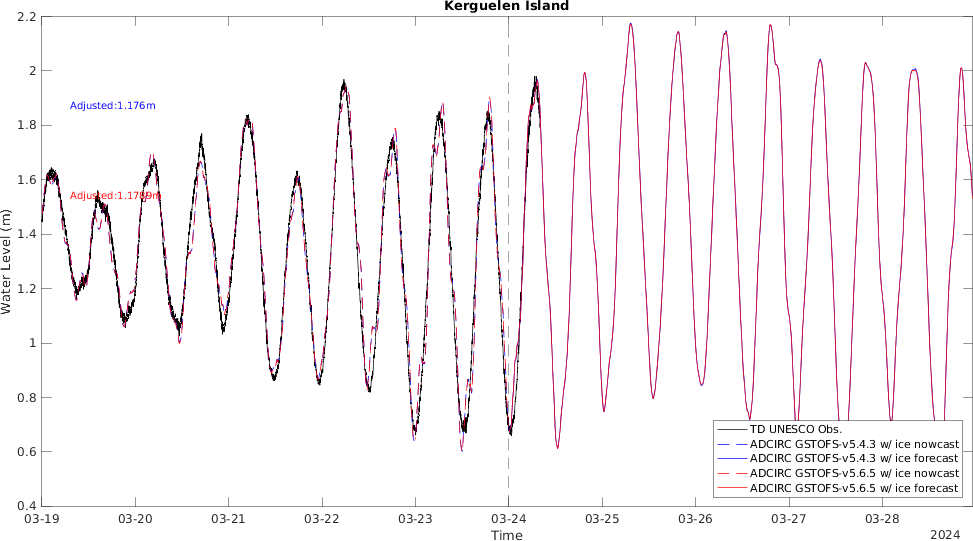 Kerguelen Island
2.2
2
1.8
1.6
1.4
1.2
1
0.8
0.6
0.4
Water Level (m)
Adjusted:1.176m
Adjusted:1.1789m
TD UNESCO Obs.
ADCIRC GSTOFS-v5.4.3 w/ ice nowcast
ADCIRC GSTOFS-v5.4.3 w/ ice forecast
ADCIRC GSTOFS-v5.6.5 w/ ice nowcast
ADCIRC GSTOFS-v5.6.5 w/ ice forecast
03-19 03-20 03-21 03-22 03-23 03-24 03-25 03-26 03-27 03-28
Time
2024